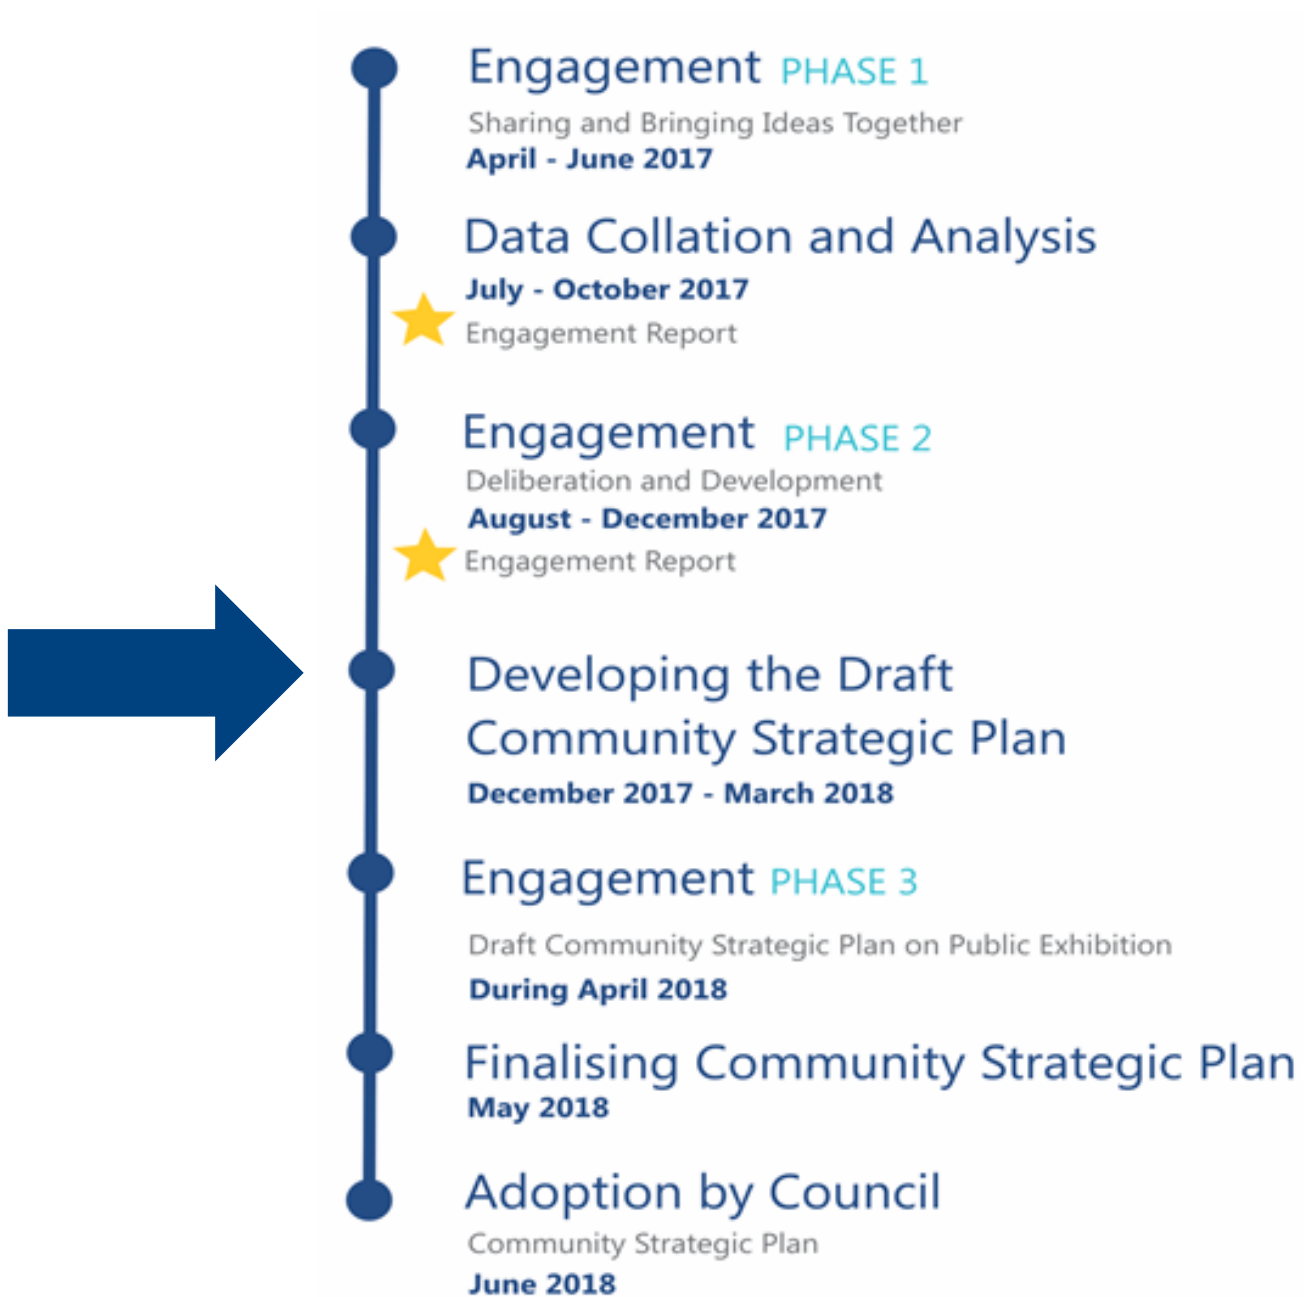 Engagement PHASE 1
Sharing and Bringing Ideas Together
April - June 2017
Data Collation and Analysis
July - October 2017
Engagement Report
Engagement PHASE 2
Deliberation and Development
August - December 2017
Engagement Report
Developing the Draft
Community Strategic Plan
December 2017 - March 2018
Engagement PHASE 3
Draft Community Strategic Plan on Public Exhibition
During April 2018
Finalising Community Strategic Plan
May 2018
Adoption by Council
Community Strategic Plan
June 2018